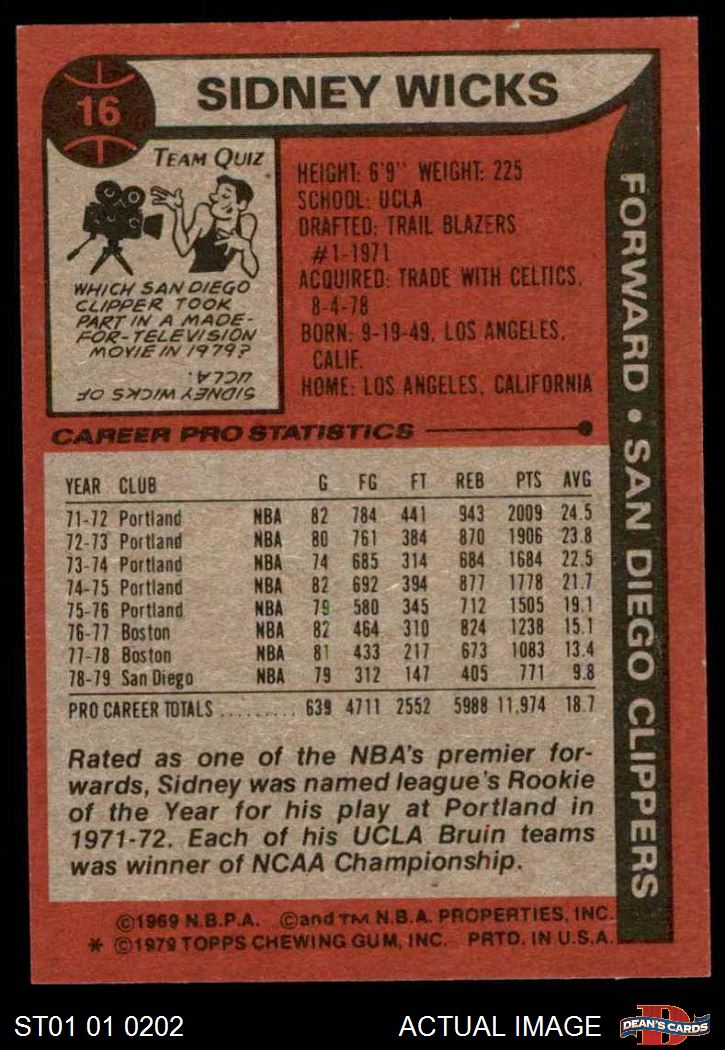 16
SIDNEY WICKS
TEAM QUIZ
WHICH SAN DIEGO
CLIPPER TOOK
PART IN A MADE-
FOR-TELEVISION
MOVIE IN 1979?
SIDNEY WICKS OF
UCLA.
HEIGHT: 6'9" WEIGHT: 225
SCHOOL: UCLA
DRAFTED: TRAIL BLAZERS
#1-1971
ACQUIRED: TRADE WITH CELTICS,
8-4-78
BORN: 9-19-49, LOS ANGELES,
CALIF.
HOME: LOS ANGELES, CALIFORNIA
FORWARD • SAN DIEGO CLIPPERS
CAREER PRO STATISTICS
YEAR CLUB G FG FT REB PTS AVG
71-72 Portland NBA 82 784 441 943 2009 24.5
72-73 Portland NBA 80 761 384 870 1906 23.8
73-74 Portland NBA 74 685 314 684 1684 22.5
74-75 Portland NBA 82 692 394 877 1778 21.7
75-76 Portland NBA 79 580 345 712 1505 19.1
76-77 Boston NBA 82 464 310 824 1238 15.1
77-78 Boston NBA 81 433 217 673 1083 13.4
78-79 San Diego NBA 79 312 147 405 771 9.8
PRO CAREER TOTALS ......... 639 4711 2552 5988 11,974 18.7
Rated as one of the NBA's premier for-
wards, Sidney was named league's Rookie
of the Year for his play at Portland in
1971-72. Each of his UCLA Bruin teams
was winner of NCAA Championship.
©1969 N.B.P.A. ©and TM N.B.A. PROPERTIES, INC.
* ©1979 TOPPS CHEWING GUM, INC. PRTD. IN U.S.A.
ST01 01 0202
ACTUAL IMAGE
D
DEAN'S CARDS